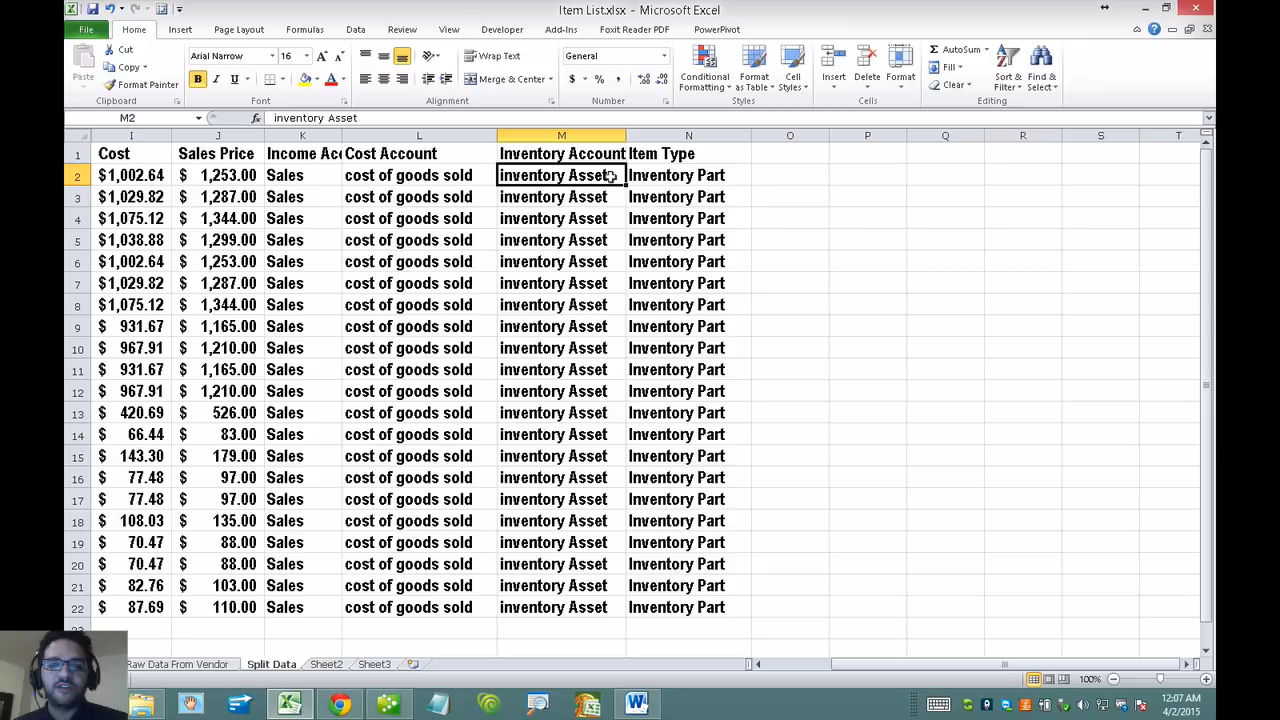 Item List.xlsx - Microsoft Excel
File Home Insert Page Layout Formulas Data Review View Developer Add-Ins Foxit Reader PDF PowerPivot
Paste
Cut
Copy
Format Painter
Clipboard
Arial Narrow 16
B I U
Font
Wrap Text
Merge & Center
Alignment
General
$ % ,
Number
Conditional Formatting
Format as Table
Cell Styles
Styles
Insert Delete Format
Cells
AutoSum
Fill
Clear
Sort & Filter
Find & Select
Editing
M2 fx inventory Asset
I J K L M N O P Q R S T
1 Cost Sales Price Income Acc Cost Account Inventory Account Item Type
2 $1,002.64 $ 1,253.00 Sales cost of goods sold inventory Asset Inventory Part
3 $1,029.82 $ 1,287.00 Sales cost of goods sold inventory Asset Inventory Part
4 $1,075.12 $ 1,344.00 Sales cost of goods sold inventory Asset Inventory Part
5 $1,038.88 $ 1,299.00 Sales cost of goods sold inventory Asset Inventory Part
6 $1,002.64 $ 1,253.00 Sales cost of goods sold inventory Asset Inventory Part
7 $1,029.82 $ 1,287.00 Sales cost of goods sold inventory Asset Inventory Part
8 $1,075.12 $ 1,344.00 Sales cost of goods sold inventory Asset Inventory Part
9 $ 931.67 $ 1,165.00 Sales cost of goods sold inventory Asset Inventory Part
10 $ 967.91 $ 1,210.00 Sales cost of goods sold inventory Asset Inventory Part
11 $ 931.67 $ 1,165.00 Sales cost of goods sold inventory Asset Inventory Part
12 $ 967.91 $ 1,210.00 Sales cost of goods sold inventory Asset Inventory Part
13 $ 420.69 $ 526.00 Sales cost of goods sold inventory Asset Inventory Part
14 $ 66.44 $ 83.00 Sales cost of goods sold inventory Asset Inventory Part
15 $ 143.30 $ 179.00 Sales cost of goods sold inventory Asset Inventory Part
16 $ 77.48 $ 97.00 Sales cost of goods sold inventory Asset Inventory Part
17 $ 77.48 $ 97.00 Sales cost of goods sold inventory Asset Inventory Part
18 $ 108.03 $ 135.00 Sales cost of goods sold inventory Asset Inventory Part
19 $ 70.47 $ 88.00 Sales cost of goods sold inventory Asset Inventory Part
20 $ 70.47 $ 88.00 Sales cost of goods sold inventory Asset Inventory Part
21 $ 82.76 $ 103.00 Sales cost of goods sold inventory Asset Inventory Part
22 $ 87.69 $ 110.00 Sales cost of goods sold inventory Asset Inventory Part
Raw Data From Vendor Split Data Sheet2 Sheet3
100%
12:07 AM
4/2/2015